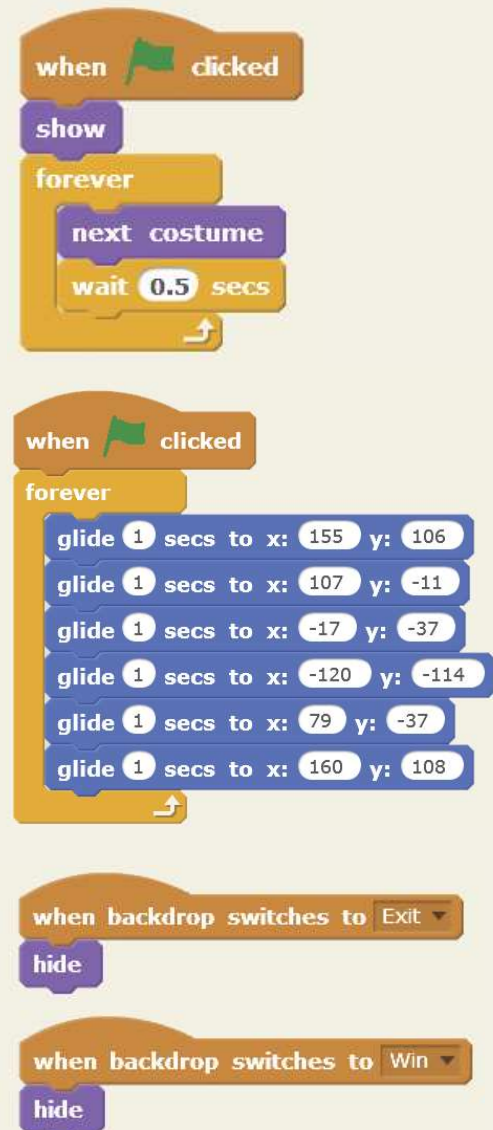 when clicked
show
forever
next costume
wait 0.5 secs
when clicked
forever
glide 1 secs to x: 155 y: 106
glide 1 secs to x: 107 y: -11
glide 1 secs to x: -17 y: -37
glide 1 secs to x: -120 y: -114
glide 1 secs to x: 79 y: -37
glide 1 secs to x: 160 y: 108
when backdrop switches to Exit
hide
when backdrop switches to Win
hide